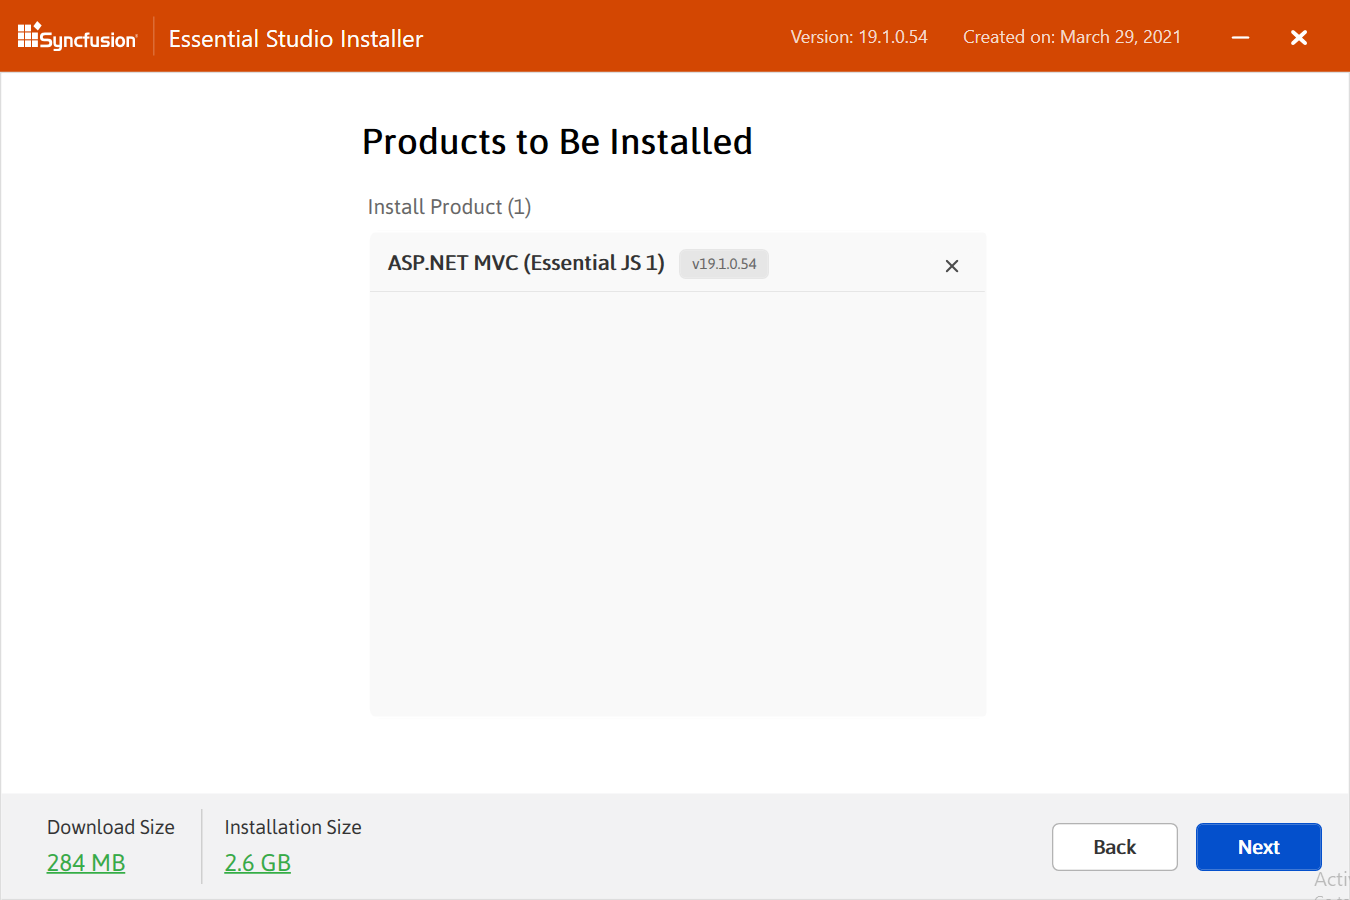 Syncfusion
Essential Studio Installer
Version: 19.1.0.54
Created on: March 29, 2021
Products to Be Installed
Install Product (1)
ASP.NET MVC (Essential JS 1)
v19.1.0.54
Download Size
Installation Size
284 MB
2.6 GB
Back
Next